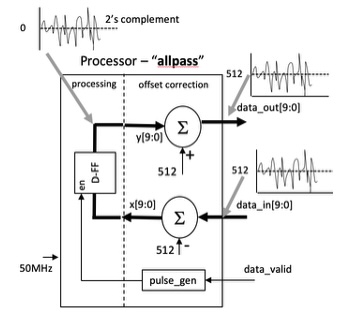 0
2's complement
Processor – "allpass"
processing
offset correction
512
data_out[9:0]
Σ
y[9:0]
+
512
en
D-FF
512
x[9:0]
Σ
data_in[9:0]
512
-
50MHz
data_valid
pulse_gen